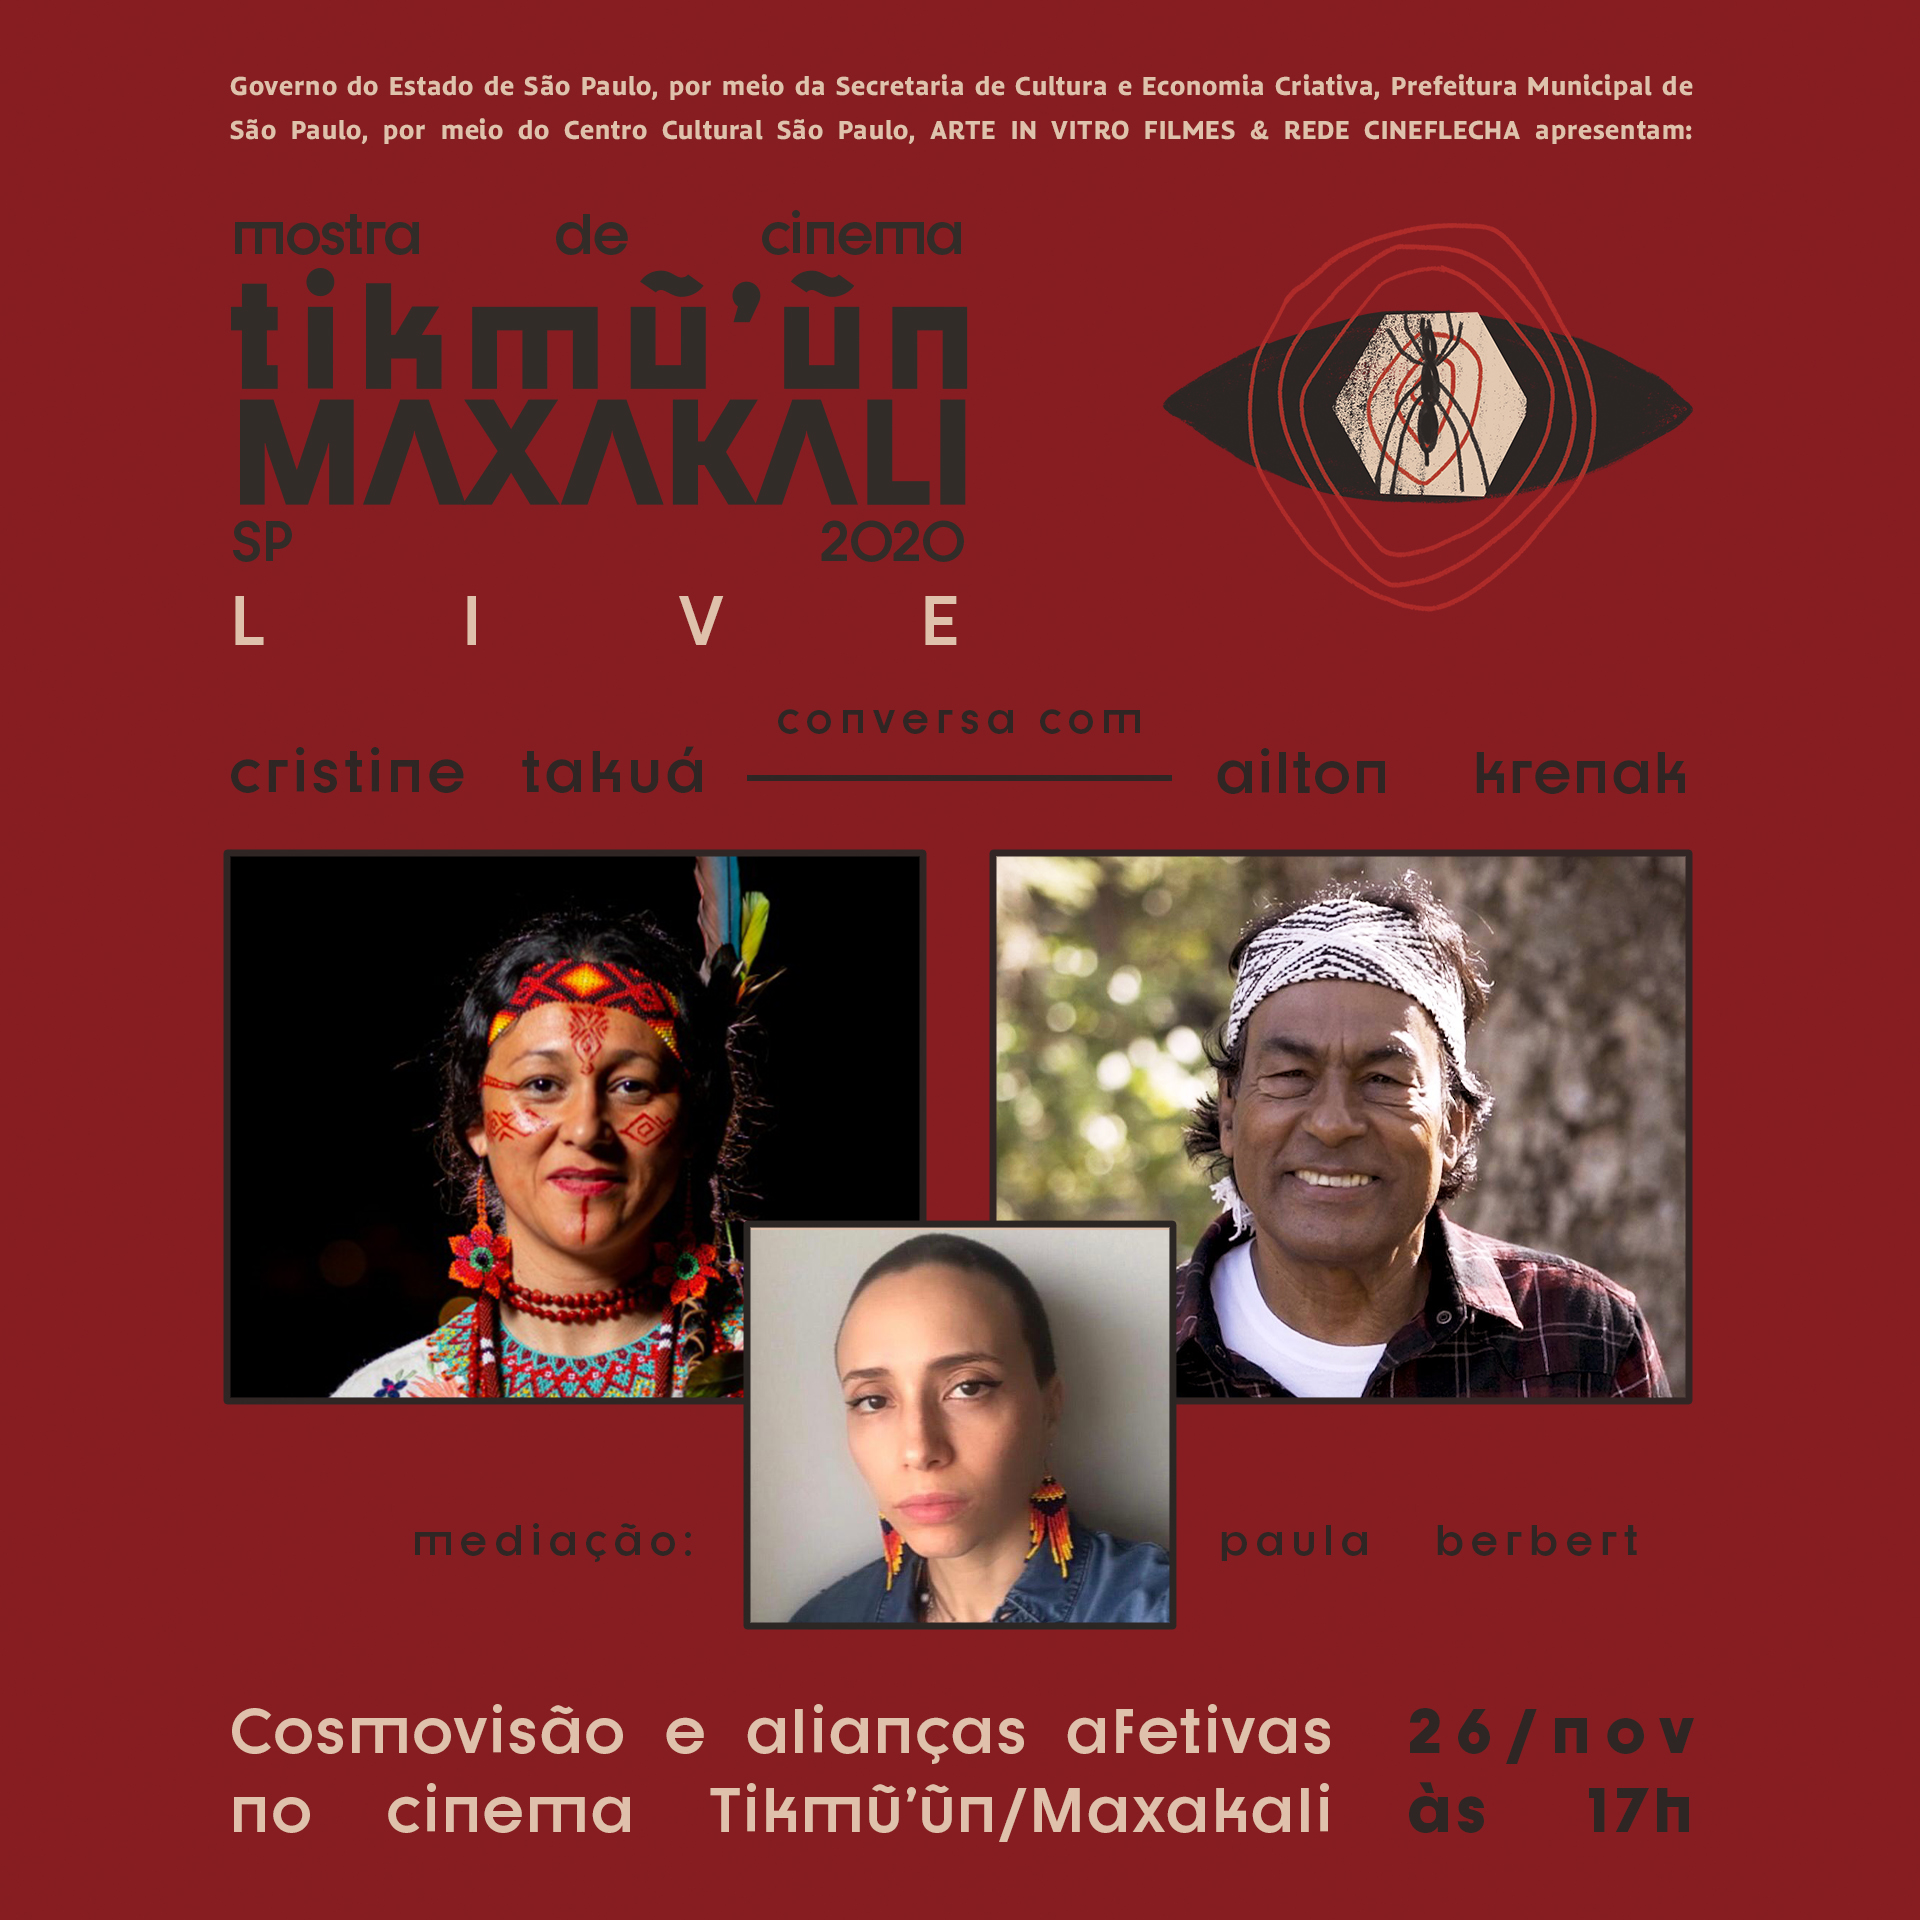 Governo do Estado de São Paulo, por meio da Secretaria de Cultura e Economia Criativa, Prefeitura Municipal de
São Paulo, por meio do Centro Cultural São Paulo, ARTE IN VITRO FILMES & REDE CINEFLECHA apresentam:
mostra de cinema
tikmũ’ũn
MAXAKALI
SP 2020
LIVE
conversa com
cristine takuá ailton krenak
mediação: paula berbert
Cosmovisão e alianças aFetivas 26/nov
no cinema Tikmũ’ũn/Maxakali às 17h